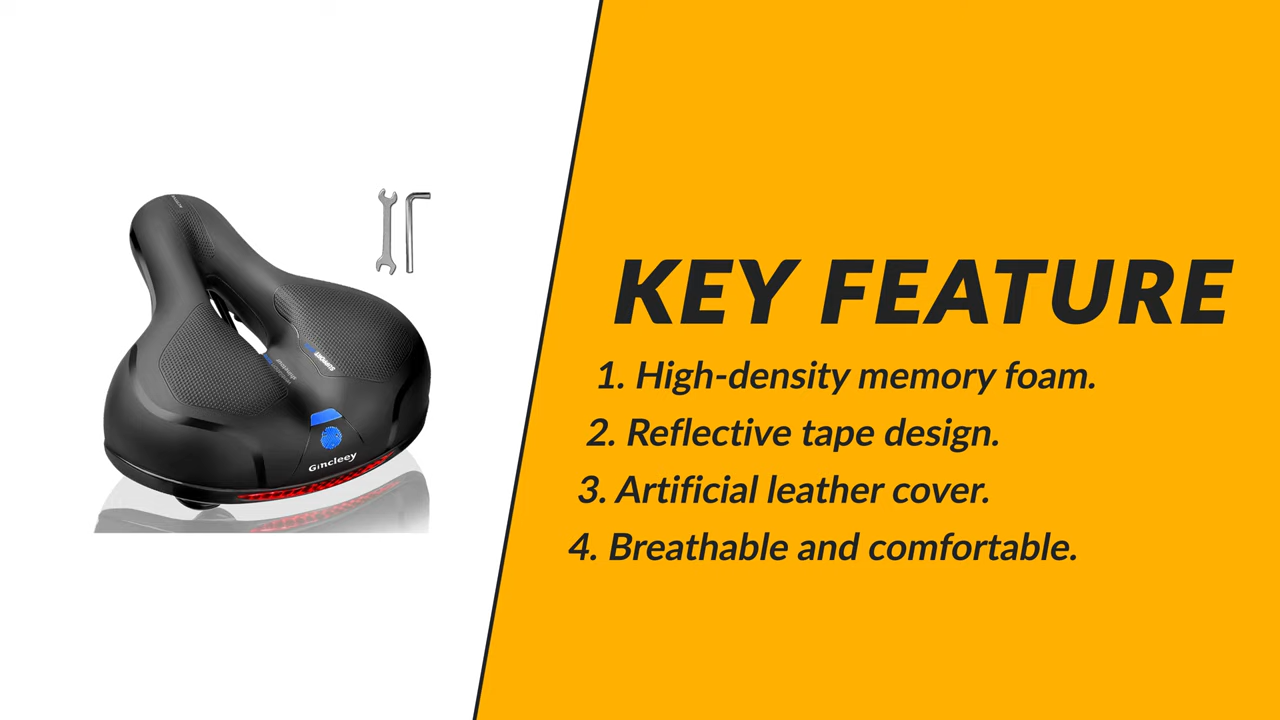 KEY FEATURE
1. High-density memory foam.
2. Reflective tape design.
3. Artificial leather cover.
4. Breathable and comfortable.
SUPPORT
Gincleey